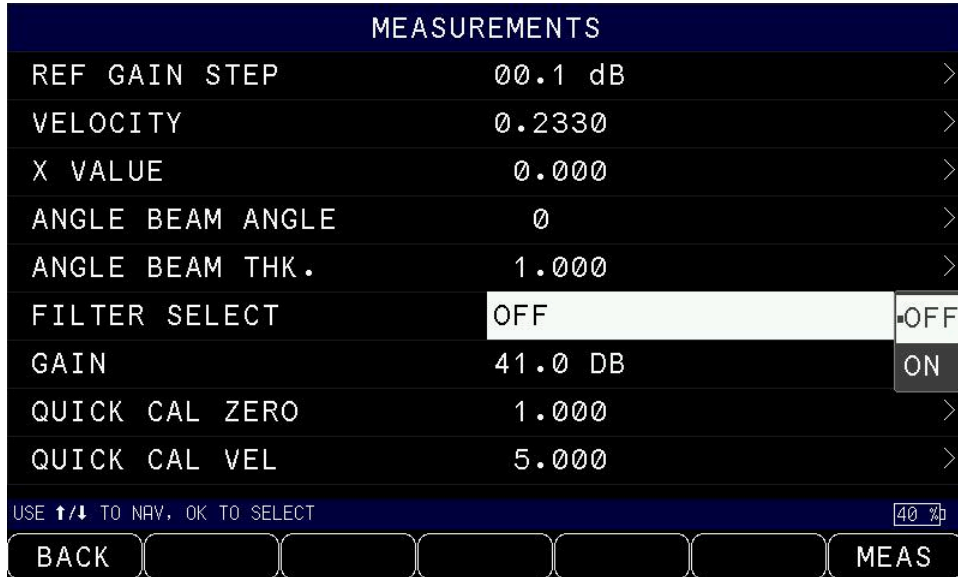 MEASUREMENTS
REF GAIN STEP 00.1 dB
VELOCITY 0.2330
X VALUE 0.000
ANGLE BEAM ANGLE 0
ANGLE BEAM THK. 1.000
FILTER SELECT OFF OFF
GAIN 41.0 DB ON
QUICK CAL ZERO 1.000
QUICK CAL VEL 5.000
USE ↑/↓ TO NAV, OK TO SELECT 40 %
BACK MEAS